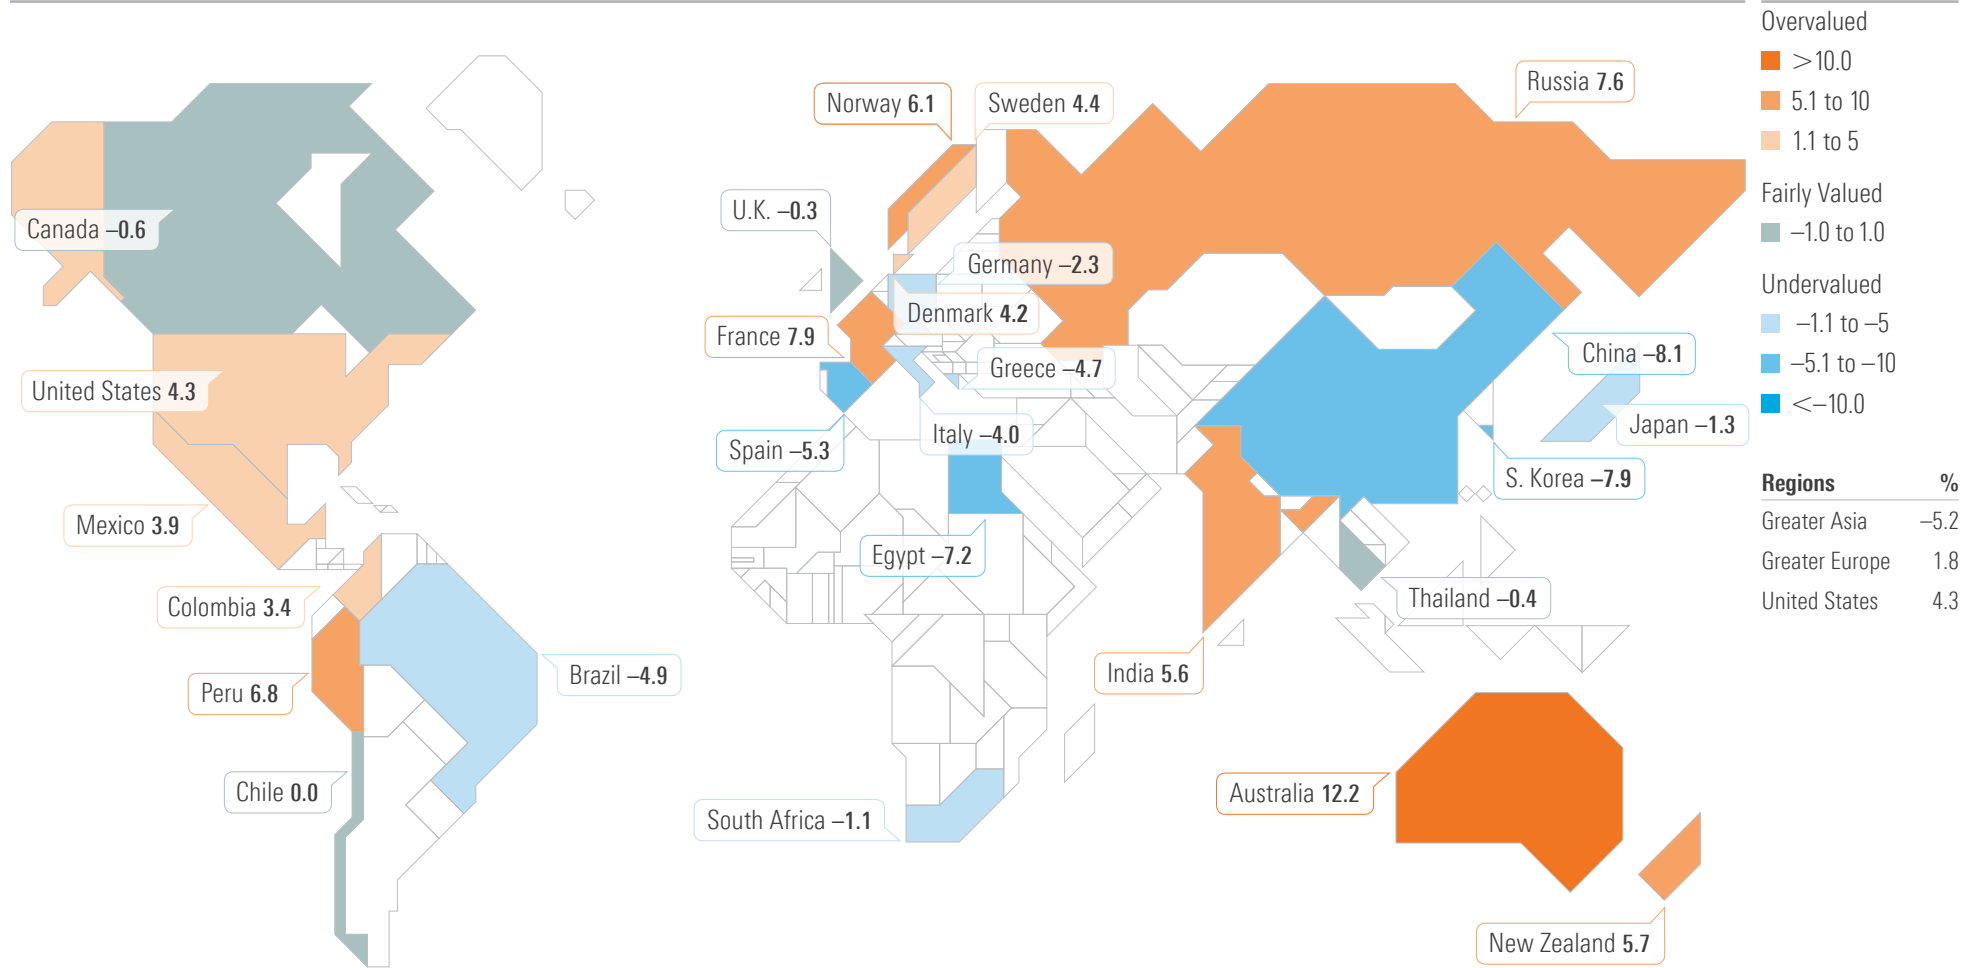 Overvalued
>10.0
5.1 to 10
1.1 to 5
Fairly Valued
–1.0 to 1.0
Undervalued
–1.1 to –5
–5.1 to –10
<–10.0
Regions %
Greater Asia –5.2
Greater Europe 1.8
United States 4.3
Russia 7.6
Norway 6.1
Sweden 4.4
U.K. –0.3
Canada –0.6
Germany –2.3
Denmark 4.2
France 7.9
China –8.1
Greece –4.7
United States 4.3
Japan –1.3
Italy –4.0
Spain –5.3
S. Korea –7.9
Mexico 3.9
Egypt –7.2
Thailand –0.4
Colombia 3.4
India 5.6
Brazil –4.9
Peru 6.8
Chile 0.0
Australia 12.2
South Africa –1.1
New Zealand 5.7